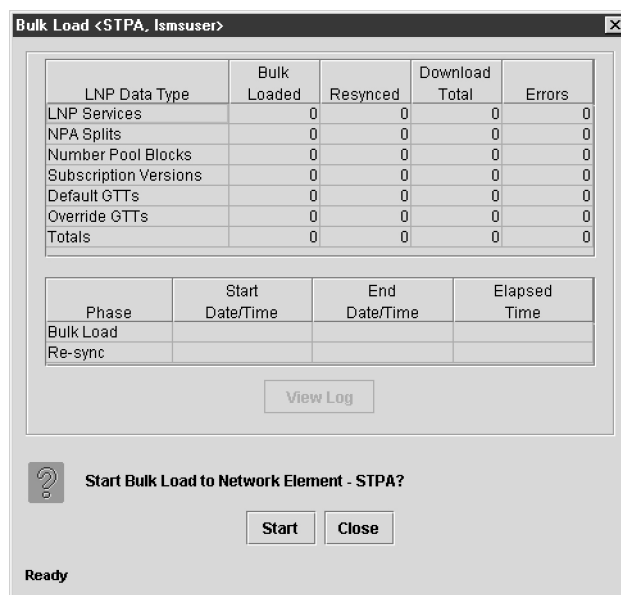 Bulk Load <STPA, lsmsuser>
LNP Data Type Bulk Loaded Resynced Download Total Errors
LNP Services 0 0 0 0
NPA Splits 0 0 0 0
Number Pool Blocks 0 0 0 0
Subscription Versions 0 0 0 0
Default GTTs 0 0 0 0
Override GTTs 0 0 0 0
Totals 0 0 0 0
Phase Start Date/Time End Date/Time Elapsed Time
Bulk Load
Re-sync
View Log
Start Bulk Load to Network Element - STPA?
Start Close
Ready